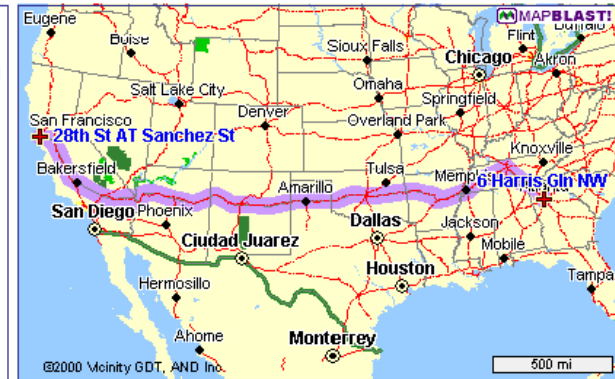 MAPBLAST!
Eugene
Boise
Sioux Falls
Flint
Buffalo
Chicago
Akron
Salt Lake City
Omaha
Springfield
Denver
Overland Park
San Francisco
28th St AT Sanchez St
Knoxville
Bakersfield
Tulsa
Memp
6 Harris Gln NW
Amarillo
San Diego
Phoenix
Dallas
Jackson
Ciudad Juarez
Mobile
Houston
Tampa
Hermosillo
Ahome
Monterrey
©2000 Vicinity GDT, AND Inc
500 mi